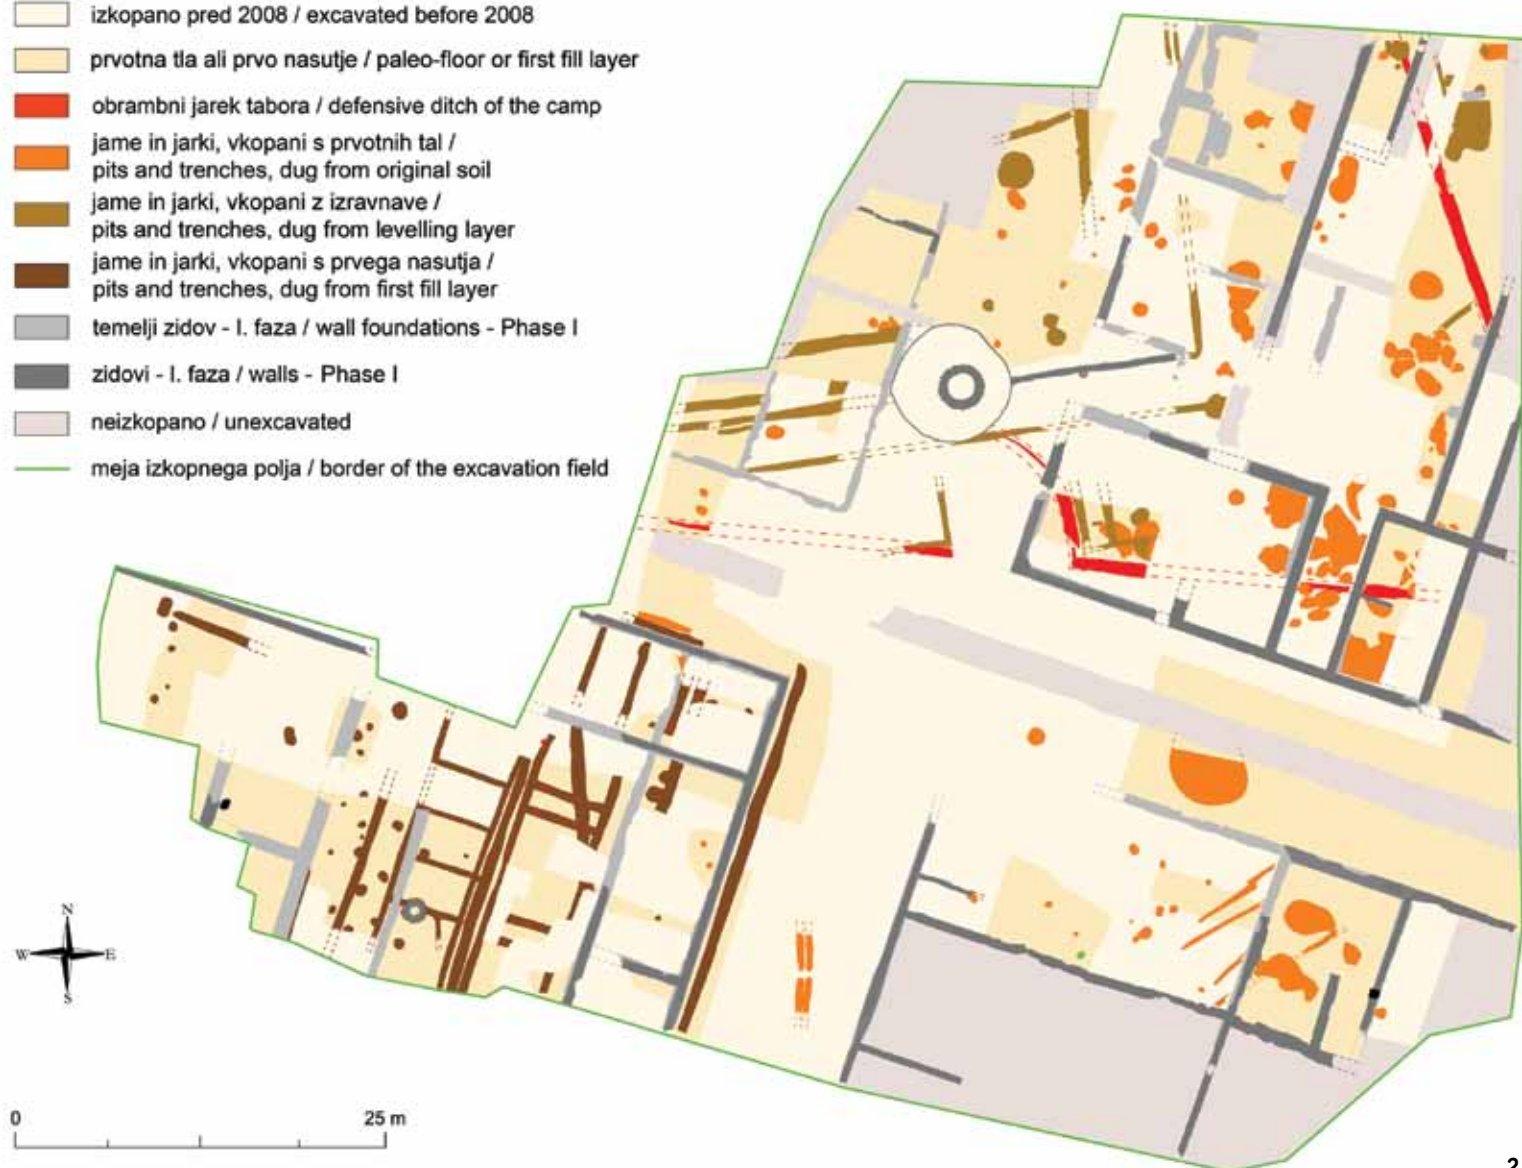 izkopano pred 2008 / excavated before 2008
prvotna tla ali prvo nasutje / paleo-floor or first fill layer
obrambni jarek tabora / defensive ditch of the camp
jame in jarki, vkopani s prvotnih tal /
pits and trenches, dug from original soil
jame in jarki, vkopani z izravnave /
pits and trenches, dug from levelling layer
jame in jarki, vkopani s prvega nasutja /
pits and trenches, dug from first fill layer
temelji zidov - I. faza / wall foundations - Phase I
zidovi - I. faza / walls - Phase I
neizkopano / unexcavated
meja izkopnega polja / border of the excavation field
N
W E
S
0 25 m
2